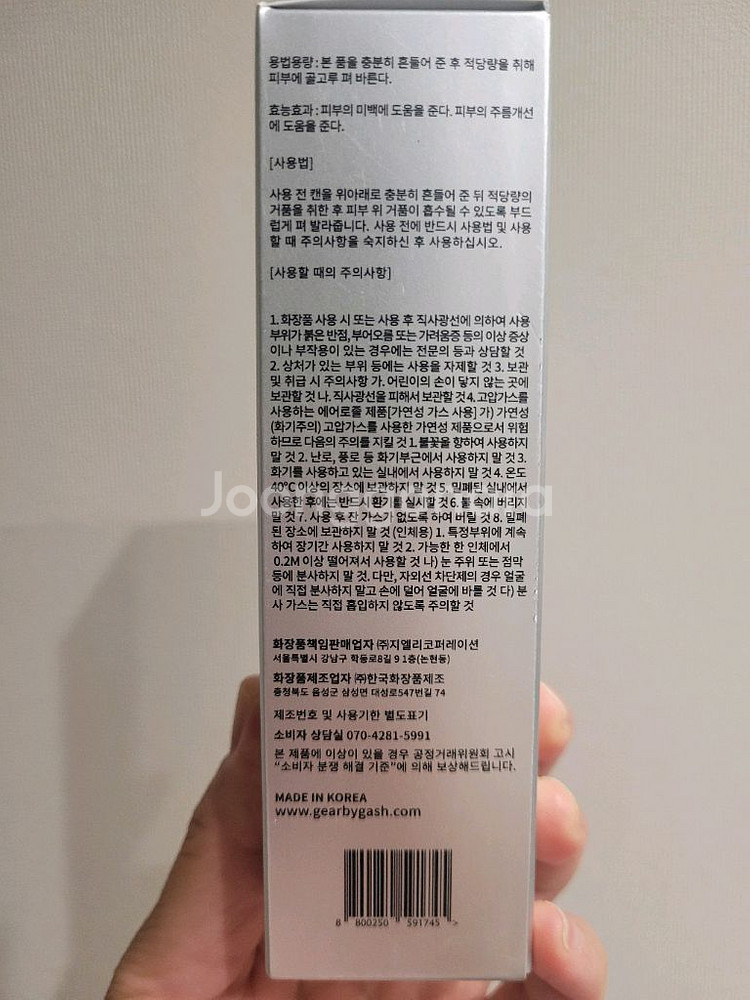 용법용량 : 본 품을 충분히 흔들어 준 후 적당량을 취해
피부에 골고루 펴 바른다.
효능효과 : 피부의 미백에 도움을 준다. 피부의 주름개선
에 도움을 준다.
[사용법]
사용 전 캔을 위아래로 충분히 흔들어 준 뒤 적당량의
거품을 취한 후 피부 위 거품이 흡수될 수 있도록 부드
럽게 펴 발라줍니다. 사용 전에 반드시 사용법 및 사용
할 때 주의사항을 숙지하신 후 사용하십시오.
[사용할 때의 주의사항]
1. 화장품 사용 시 또는 사용 후 직사광선에 의하여 사용
부위가 붉은 반점, 부어오름 또는 가려움증 등의 이상 증상
이나 부작용이 있는 경우에는 전문의 등과 상담할 것
2. 상처가 있는 부위 등에는 사용을 자제할 것 3. 보관
및 취급 시 주의사항 가. 어린이의 손이 닿지 않는 곳에
보관할 것 나. 직사광선을 피해서 보관할 것 4. 고압가스를
사용하는 에어로졸 제품[가연성 가스 사용] 가) 가연성
(화기주의) 고압가스를 사용한 가연성 제품으로서 위험
하므로 다음의 주의를 지킬 것 1. 불꽃을 향하여 사용하지
말 것 2. 난로, 풍로 등 화기부근에서 사용하지 말 것 3.
화기를 사용하고 있는 실내에서 사용하지 말 것 4. 온도
40℃ 이상의 장소에 보관하지 말 것 5. 밀폐된 실내에서
사용한 후에는 반드시 환기를 실시할 것 6. 불 속에 버리지
말 것 7. 사용 후 잔 가스가 없도록 하여 버릴 것 8. 밀폐
된 장소에 보관하지 말 것 (인체용) 1. 특정부위에 계속
하여 장기간 사용하지 말 것 2. 가능한 한 인체에서
0.2M 이상 떨어져서 사용할 것 나) 눈 주위 또는 점막
등에 분사하지 말 것. 다만, 자외선 차단제의 경우 얼굴
에 직접 분사하지 말고 손에 덜어 얼굴에 바를 것 다) 분
사 가스는 직접 흡입하지 않도록 주의할 것
화장품책임판매업자 ㈜지엘리코퍼레이션
서울특별시 강남구 학동로8길 9 1층(논현동)
화장품제조업자 ㈜한국화장품제조
충청북도 음성군 삼성면 대성로547번길 74
제조번호 및 사용기한 별도표기
소비자 상담실 070-4281-5991
본 제품에 이상이 있을 경우 공정거래위원회 고시
“소비자 분쟁 해결 기준”에 의해 보상해드립니다.
MADE IN KOREA
www.gearbygash.com
8 800250 591745 >